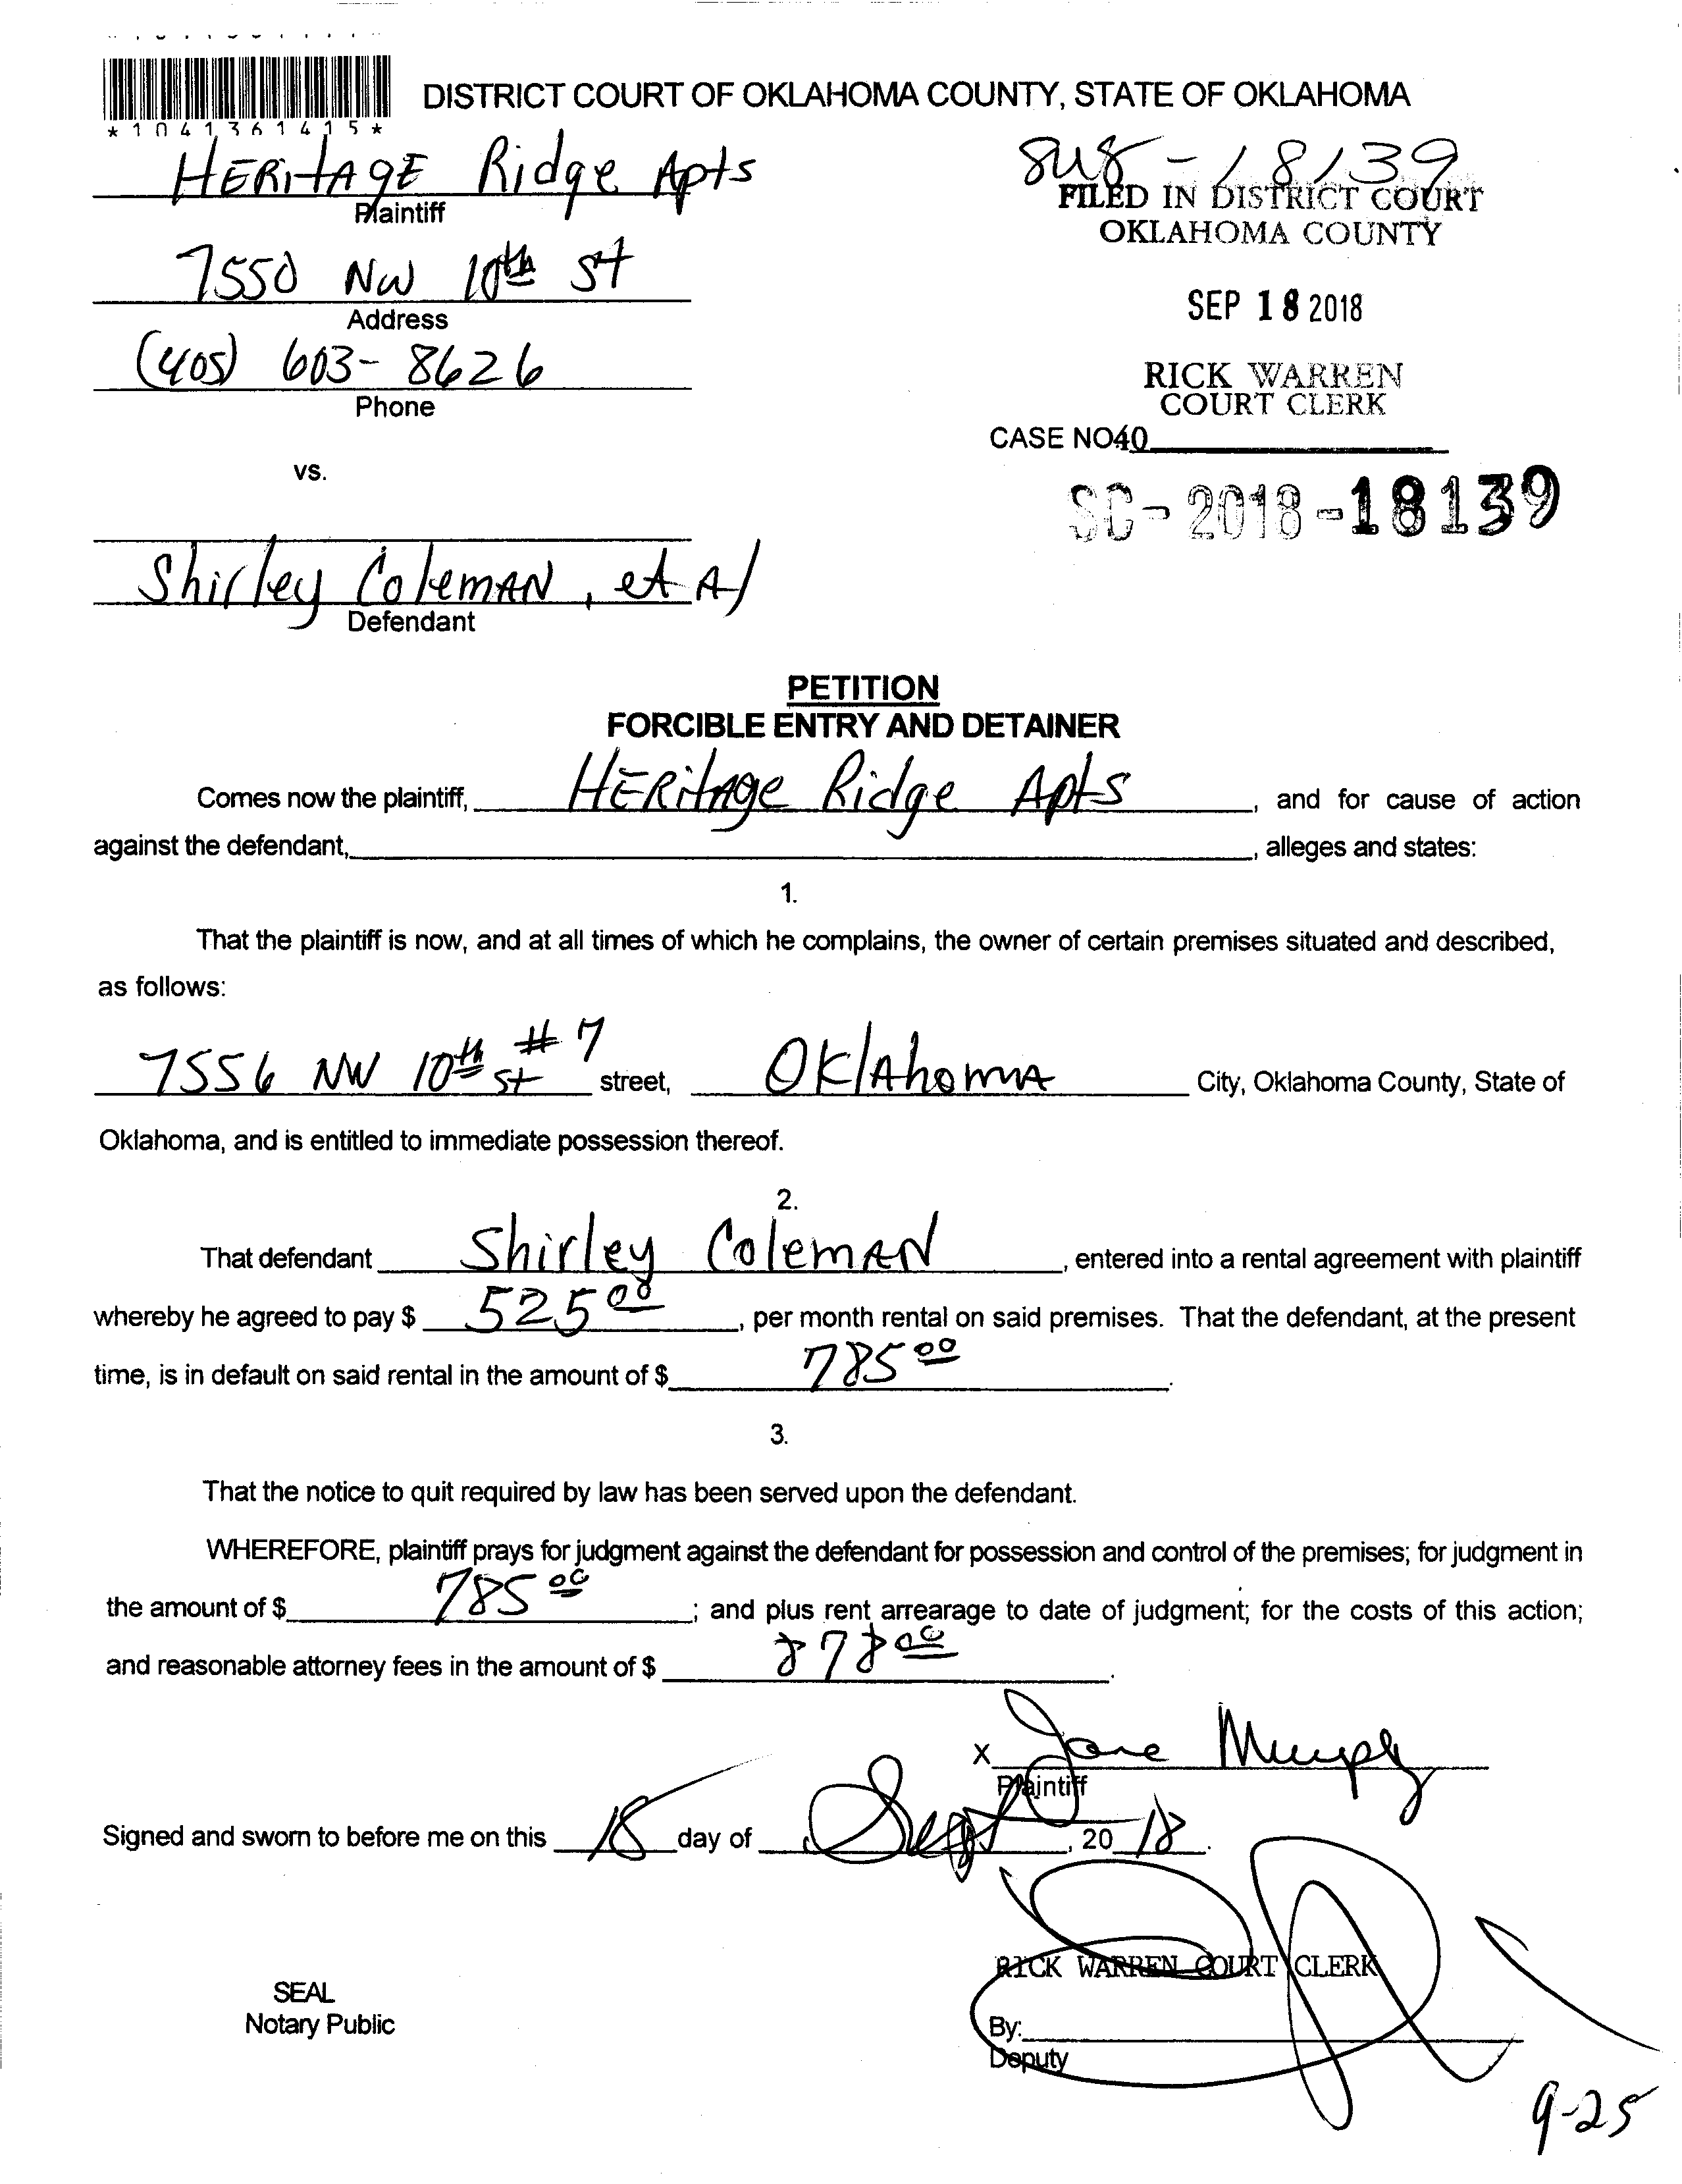 DISTRICT COURT OF OKLAHOMA COUNTY, STATE OF OKLAHOMA
*1041361415*
HERitAGE Ridge Apts
Plaintiff
18139
FILED IN DISTRICT COURT
OKLAHOMA COUNTY
7550 NW 10th St
Address
SEP 18 2018
(405) 603-8626
Phone
RICK WARREN
COURT CLERK
CASE NO40
vs.
SC-2018-18139
Shirley ColemAN, et Al
Defendant
PETITION
FORCIBLE ENTRY AND DETAINER
Comes now the plaintiff, HERitAge Ridge Apts, and for cause of action
against the defendant, , alleges and states:
1.
That the plaintiff is now, and at all times of which he complains, the owner of certain premises situated and described,
as follows:
7556 NW 10th St #7 street, OklAhomA City, Oklahoma County, State of
Oklahoma, and is entitled to immediate possession thereof.
2.
That defendant Shirley ColemAN, entered into a rental agreement with plaintiff
whereby he agreed to pay $ 525 00, per month rental on said premises. That the defendant, at the present
time, is in default on said rental in the amount of $ 785 00.
3.
That the notice to quit required by law has been served upon the defendant.
WHEREFORE, plaintiff prays for judgment against the defendant for possession and control of the premises; for judgment in
the amount of $ 785 00; and plus rent arrearage to date of judgment; for the costs of this action;
and reasonable attorney fees in the amount of $ 878 00.
X Jane Murphy
Plaintiff
Signed and sworn to before me on this 18 day of Sept, 20 18.
RICK WARREN COURT CLERK
SEAL
Notary Public
By:
Deputy
9-25